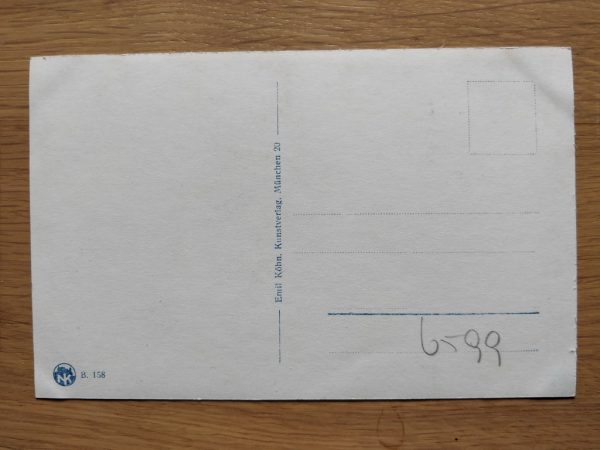 Emil Köhn, Kunstverlag, München 20
6-99
B. 158